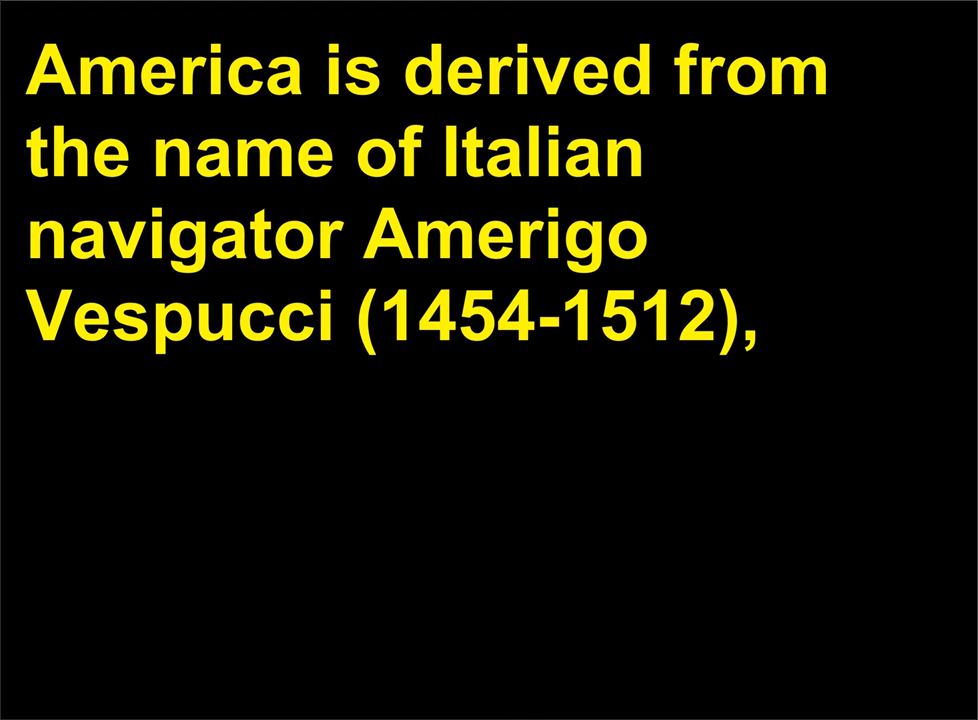 America is derived from
the name of Italian
navigator Amerigo
Vespucci (1454-1512),